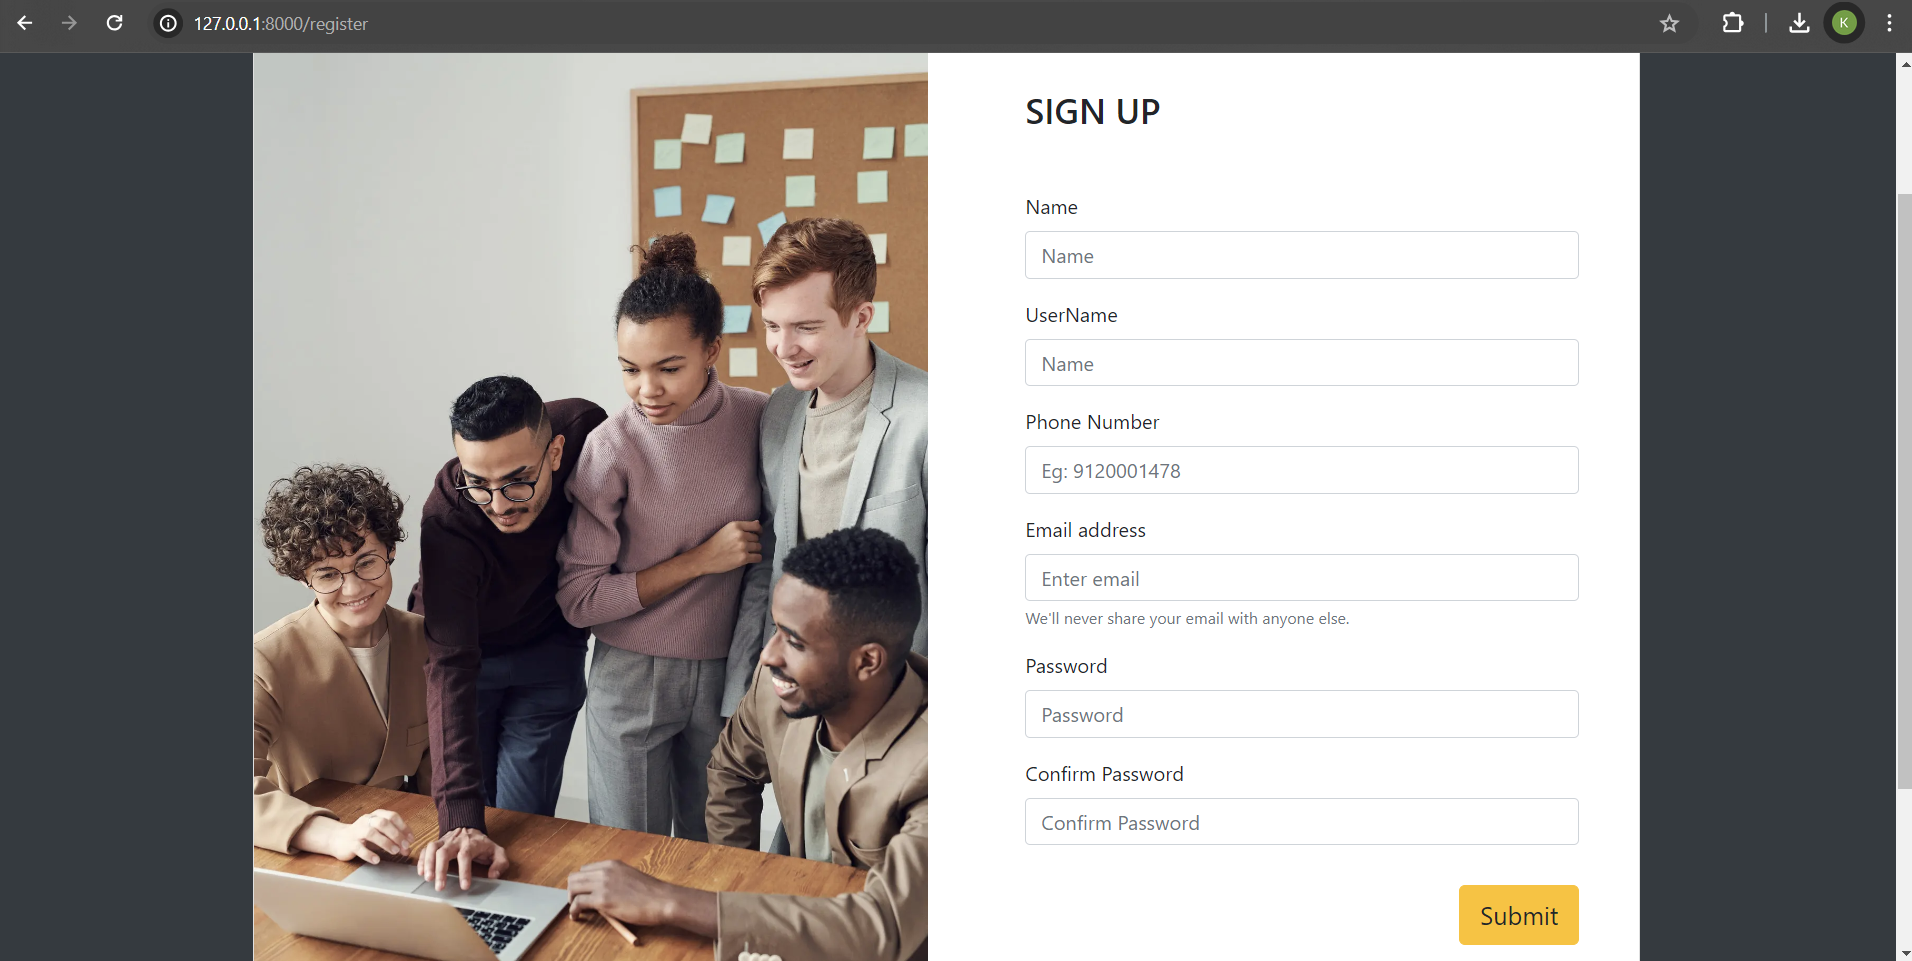 127.0.0.1:8000/register
K
SIGN UP
Name
Name
UserName
Name
Phone Number
Eg: 9120001478
Email address
Enter email
We'll never share your email with anyone else.
Password
Password
Confirm Password
Confirm Password
Submit